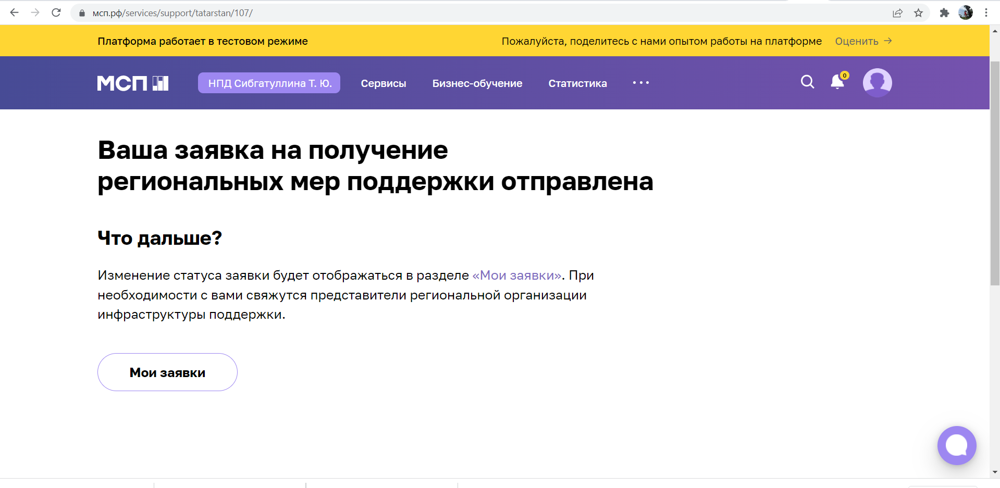 мсп.рф/services/support/tatarstan/107/
Платформа работает в тестовом режиме
Пожалуйста, поделитесь с нами опытом работы на платформе Оценить →
МСП
НПД Сибгатуллина Т. Ю.
Сервисы
Бизнес-обучение
Статистика
0
Ваша заявка на получение
региональных мер поддержки отправлена
Что дальше?
Изменение статуса заявки будет отображаться в разделе «Мои заявки». При
необходимости с вами свяжутся представители региональной организации
инфраструктуры поддержки.
Мои заявки